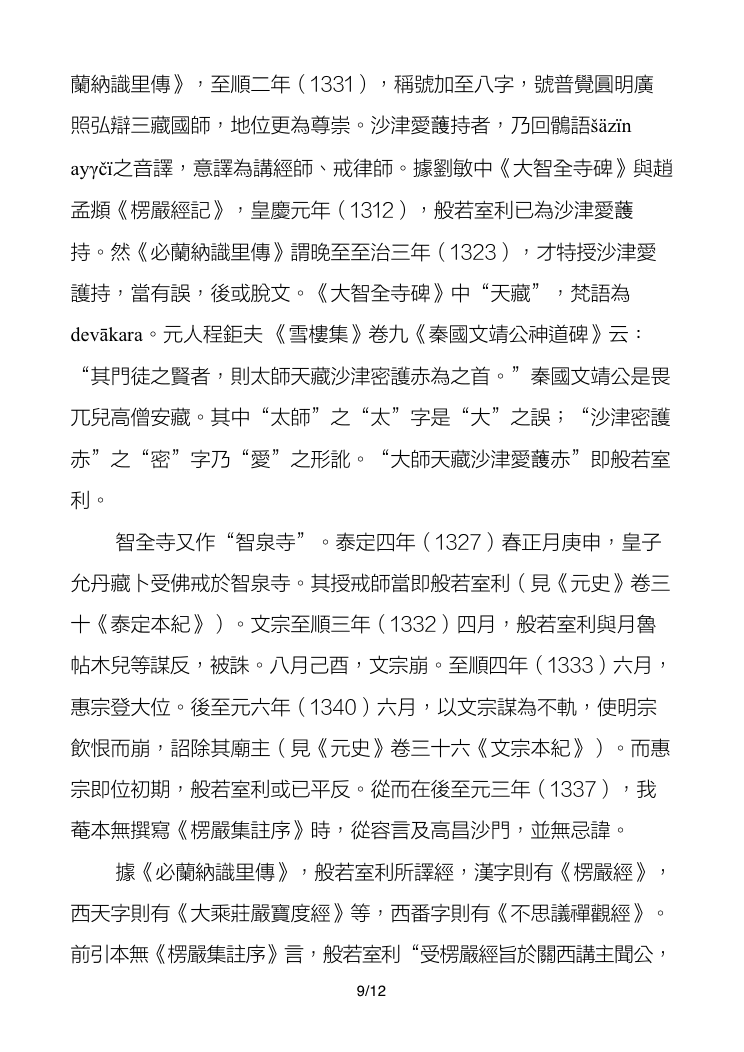 蘭納識里傳》，至順二年（1331），稱號加至八字，號普覺圓明廣
照弘辯三藏國師，地位更為尊崇。沙津愛護持者，乃回鶻語šäzïn
ayγčï之音譯，意譯為講經師、戒律師。據劉敏中《大智全寺碑》與趙
孟頫《楞嚴經記》，皇慶元年（1312），般若室利已為沙津愛護
持。然《必蘭納識里傳》謂晚至至治三年（1323），才特授沙津愛
護持，當有誤，後或脫文。《大智全寺碑》中“天藏”，梵語為
devākara。元人程鉅夫《雪樓集》卷九《秦國文靖公神道碑》云：
“其門徒之賢者，則太師天藏沙津密護赤為之首。”秦國文靖公是畏
兀兒高僧安藏。其中“太師”之“太”字是“大”之誤；“沙津密護
赤”之“密”字乃“愛”之形訛。“大師天藏沙津愛護赤”即般若室
利。
智全寺又作“智泉寺”。泰定四年（1327）春正月庚申，皇子
允丹藏卜受佛戒於智泉寺。其授戒師當即般若室利（見《元史》卷三
十《泰定本紀》）。文宗至順三年（1332）四月，般若室利與月魯
帖木兒等謀反，被誅。八月己酉，文宗崩。至順四年（1333）六月，
惠宗登大位。後至元六年（1340）六月，以文宗謀為不軌，使明宗
飲恨而崩，詔除其廟主（見《元史》卷三十六《文宗本紀》）。而惠
宗即位初期，般若室利或已平反。從而在後至元三年（1337），我
菴本無撰寫《楞嚴集註序》時，從容言及高昌沙門，並無忌諱。
據《必蘭納識里傳》，般若室利所譯經，漢字則有《楞嚴經》，
西天字則有《大乘莊嚴寶度經》等，西番字則有《不思議禪觀經》。
前引本無《楞嚴集註序》言，般若室利“受楞嚴經旨於關西講主聞公，
9/12